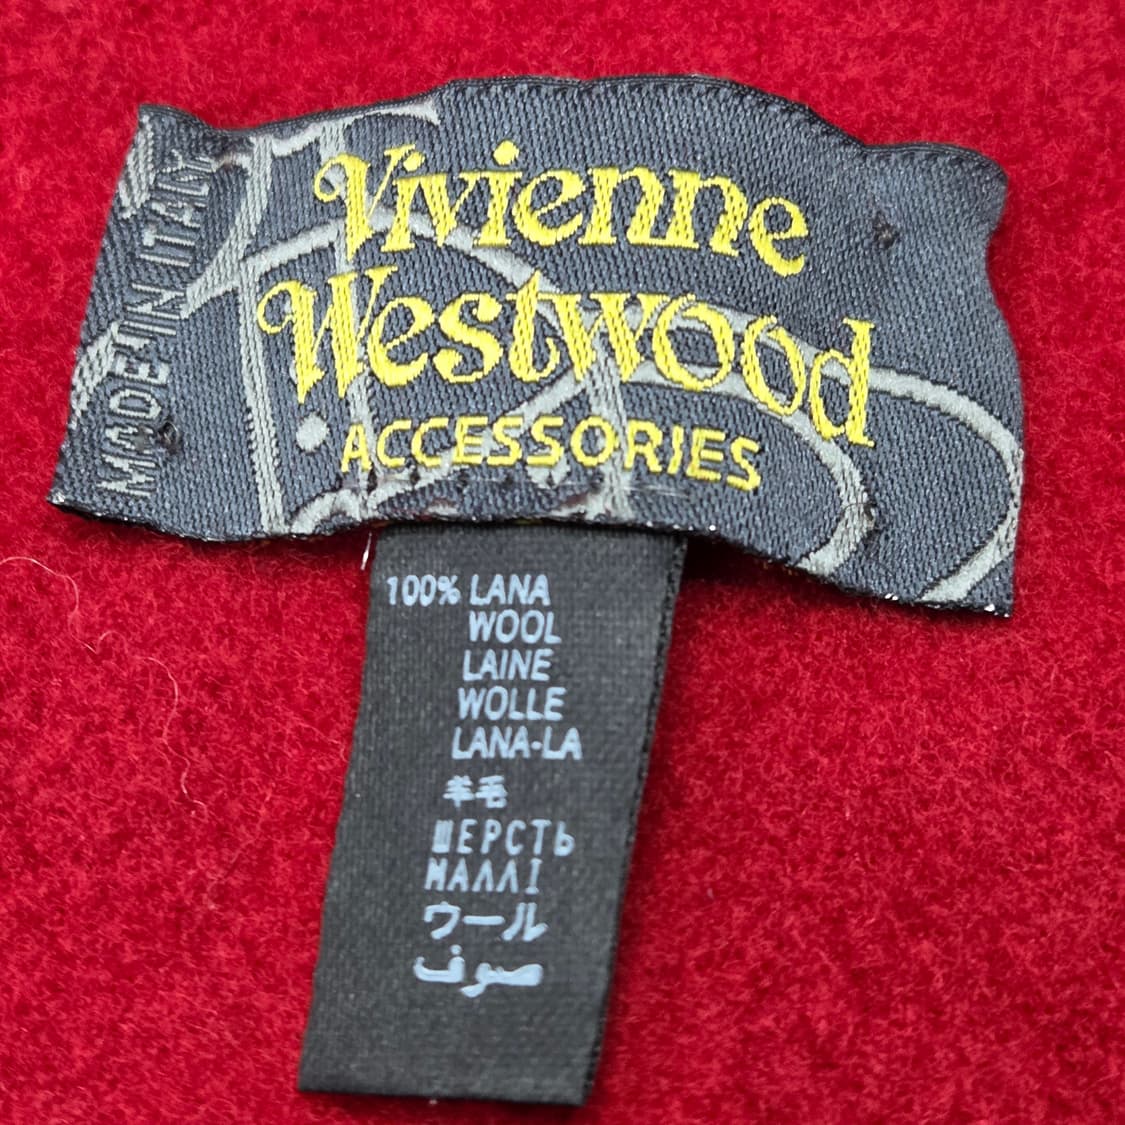 Vivienne
Westwood
ACCESSORIES
MADE IN ITALY
100% LANA
WOOL
LAINE
WOLLE
LANA-LA
羊毛
ШЕРСТЬ
ΜΑΛΛΙ
ウール
صوف